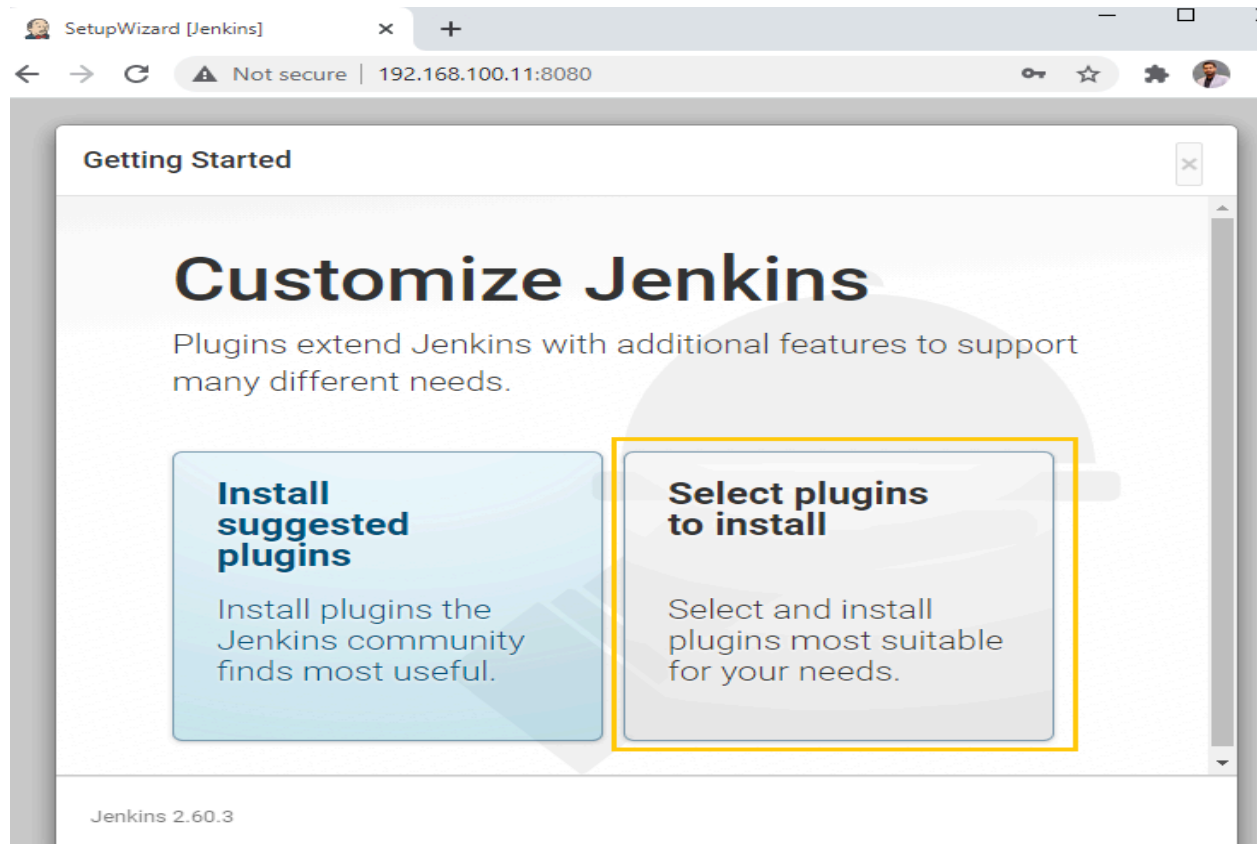 SetupWizard [Jenkins]
Not secure | 192.168.100.11:8080
Getting Started
Customize Jenkins
Plugins extend Jenkins with additional features to support
many different needs.
Install
suggested
plugins
Install plugins the
Jenkins community
finds most useful.
Select plugins
to install
Select and install
plugins most suitable
for your needs.
Jenkins 2.60.3